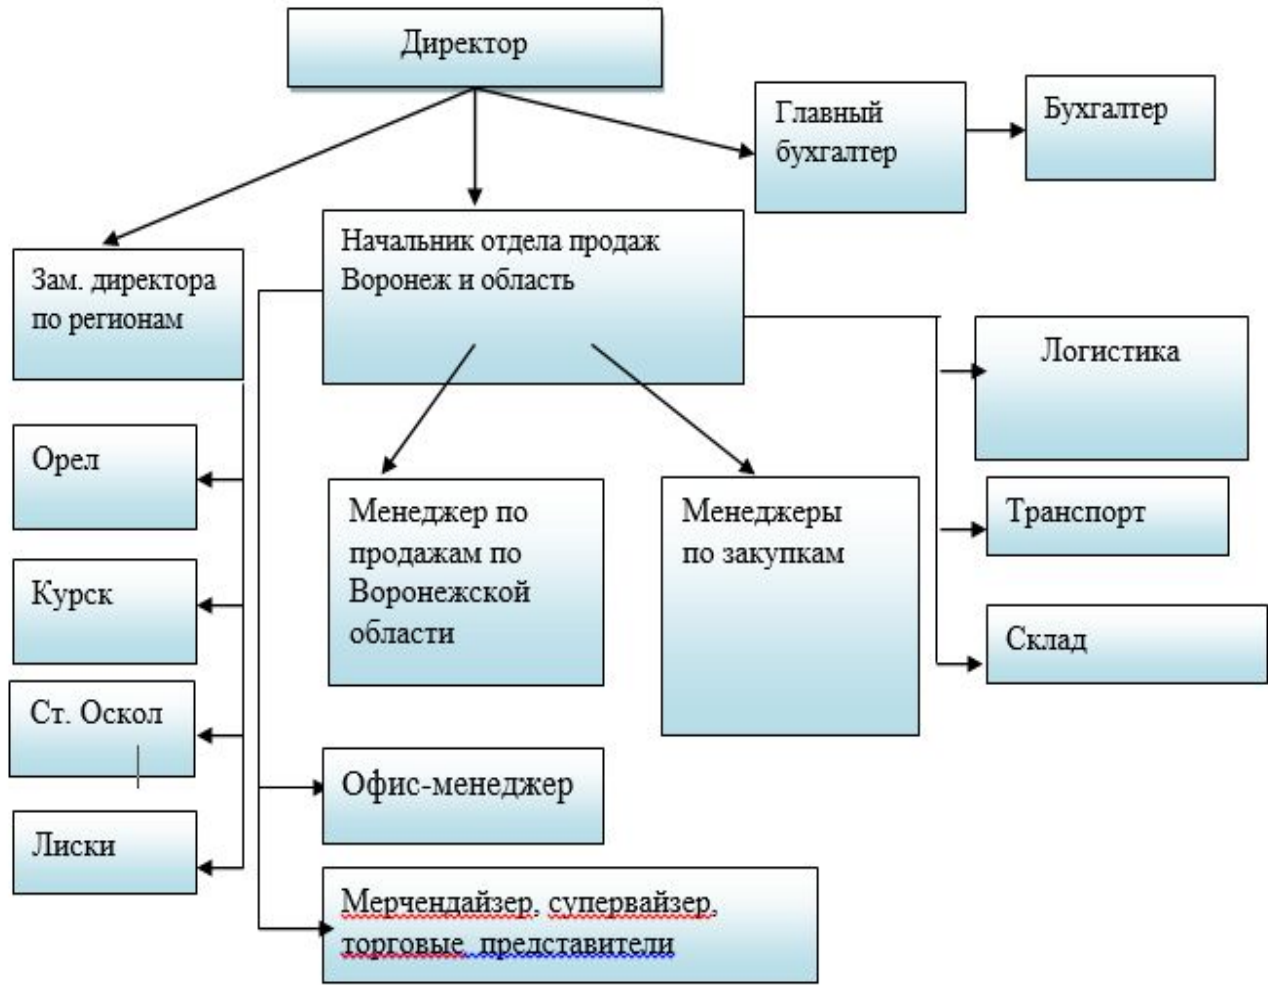 Директор
Главный
бухгалтер
Бухгалтер
Начальник отдела продаж
Воронеж и область
Зам. директора
по регионам
Логистика
Орел
Менеджер по
продажам по
Воронежской
области
Менеджеры
по закупкам
Транспорт
Курск
Склад
Ст. Оскол
Офис-менеджер
Лиски
Мерчендайзер, супервайзер,
торговые представители